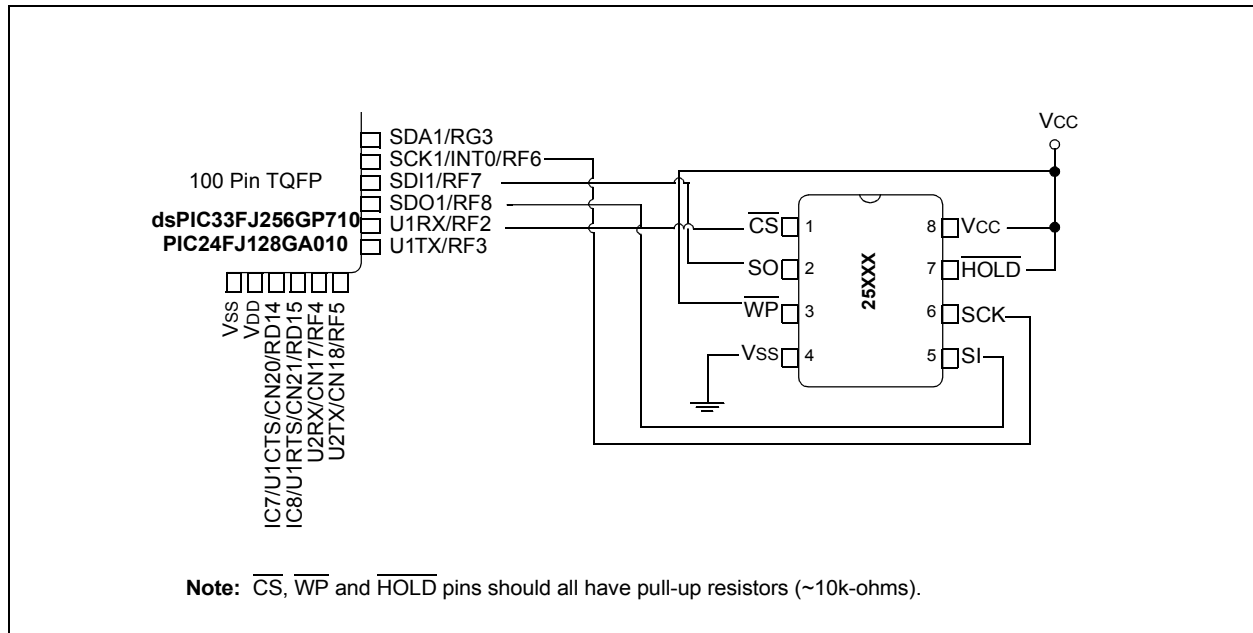 SDA1/RG3
SCK1/INT0/RF6
SDI1/RF7
SDO1/RF8
U1RX/RF2
U1TX/RF3
100 Pin TQFP
dsPIC33FJ256GP710
PIC24FJ128GA010
VSS
VDD
IC7/U1CTS/CN20/RD14
IC8/U1RTS/CN21/RD15
U2RX/CN17/RF4
U2TX/CN18/RF5
VCC
CS 1
SO 2
WP 3
VSS 4
25XXX
8 VCC
7 HOLD
6 SCK
5 SI
Note: CS, WP and HOLD pins should all have pull-up resistors (~10k-ohms).